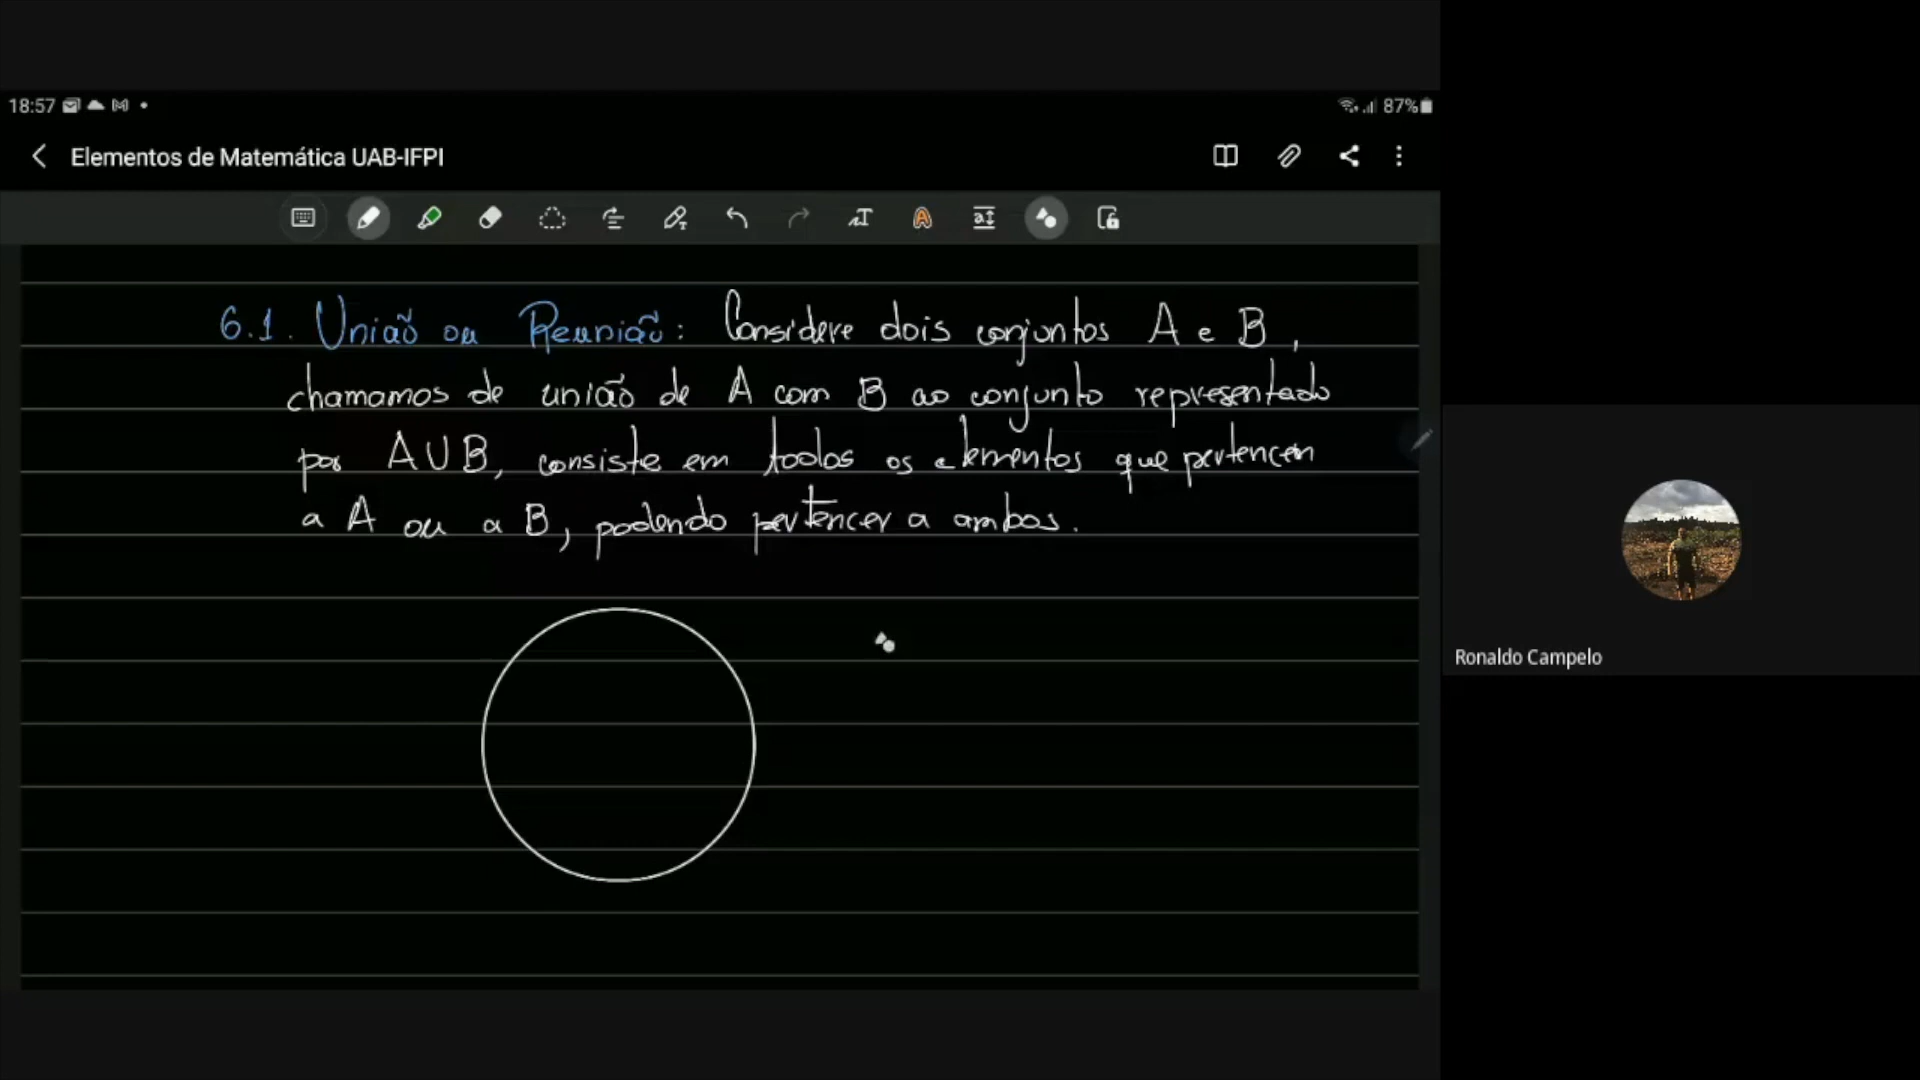 18:57
87%
Elementos de Matemática UAB-IFPI
6.1. União ou Reunião: Considere dois conjuntos A e B,
chamamos de união de A com B ao conjunto representado
por A∪B, consiste em todos os elementos que pertencem
a A ou a B, podendo pertencer a ambos.
Ronaldo Campelo